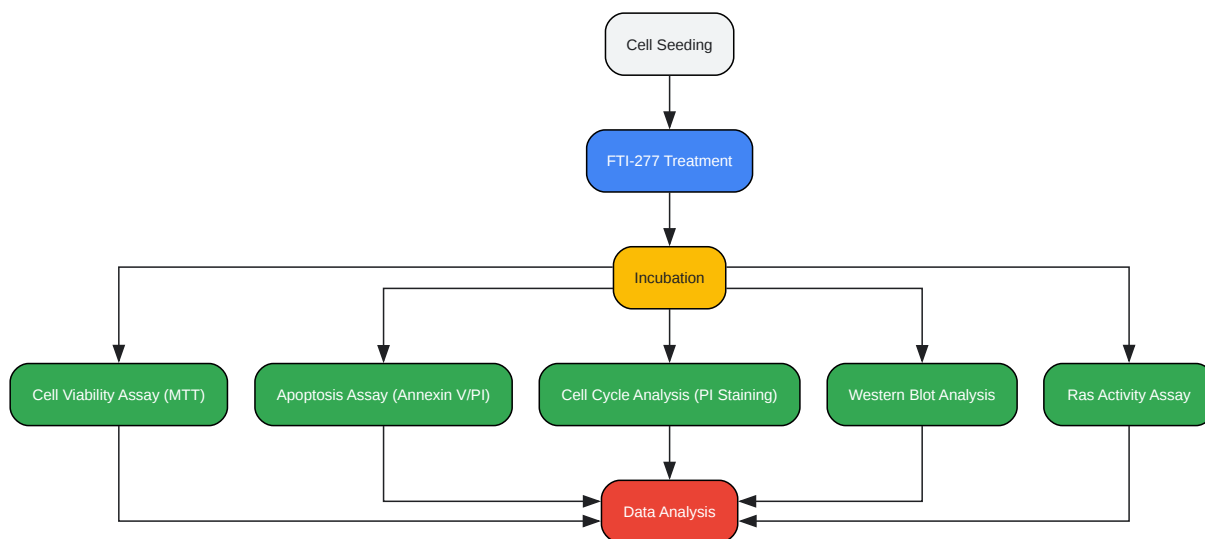 Cell Seeding
FTI-277 Treatment
Incubation
Cell Viability Assay (MTT)
Apoptosis Assay (Annexin V/PI)
Cell Cycle Analysis (PI Staining)
Western Blot Analysis
Ras Activity Assay
Data Analysis